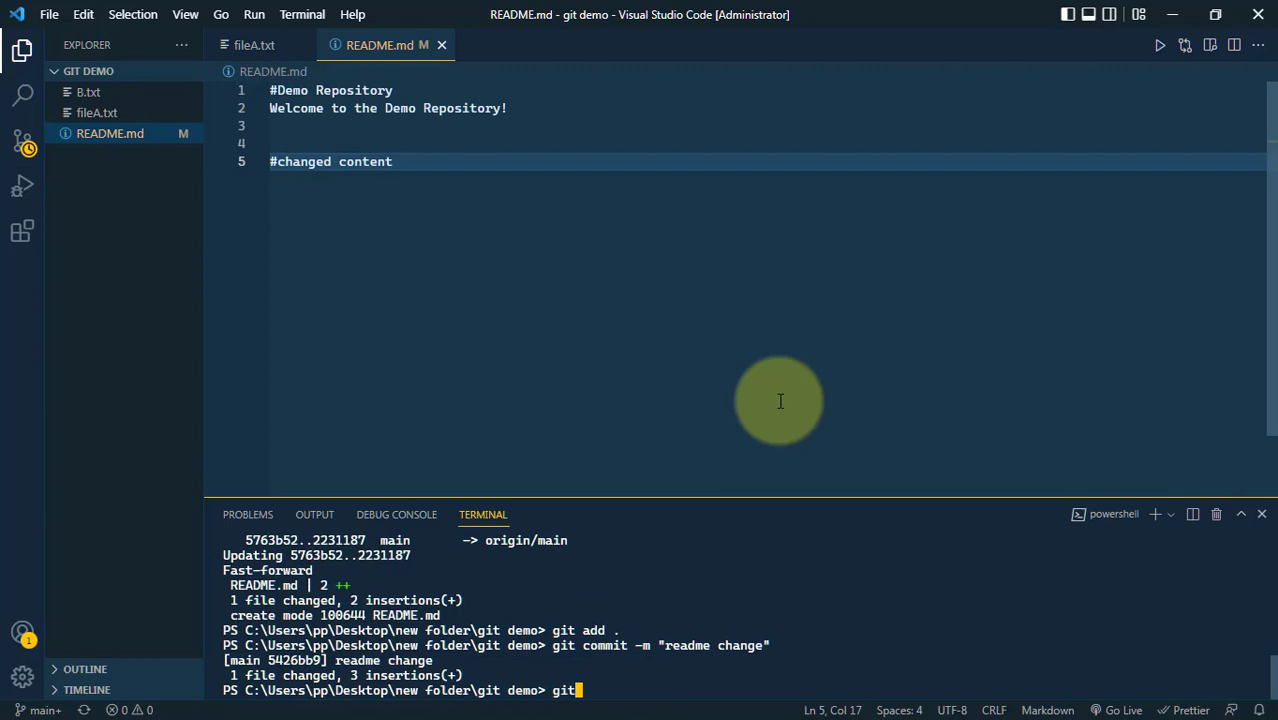 File Edit Selection View Go Run Terminal Help
README.md - git demo - Visual Studio Code [Administrator]
EXPLORER
fileA.txt
README.md M
GIT DEMO
B.txt
fileA.txt
README.md M
README.md
1 #Demo Repository
2 Welcome to the Demo Repository!
3
4
5 #changed content
PROBLEMS OUTPUT DEBUG CONSOLE TERMINAL
powershell
5763b52..2231187 main -> origin/main
Updating 5763b52..2231187
Fast-forward
README.md | 2 ++
1 file changed, 2 insertions(+)
create mode 100644 README.md
PS C:\Users\pp\Desktop\new folder\git demo> git add .
PS C:\Users\pp\Desktop\new folder\git demo> git commit -m "readme change"
[main 5426bb9] readme change
1 file changed, 3 insertions(+)
PS C:\Users\pp\Desktop\new folder\git demo> git
OUTLINE
TIMELINE
1
main+ 0 0 Ln 5, Col 17 Spaces: 4 UTF-8 CRLF Markdown Go Live Prettier